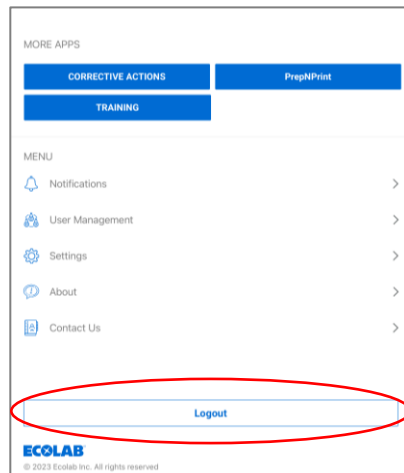 MORE APPS
CORRECTIVE ACTIONS PrepNPrint
TRAINING
MENU
Notifications
User Management
Settings
About
Contact Us
Logout
ECOLAB
© 2023 Ecolab Inc. All rights reserved